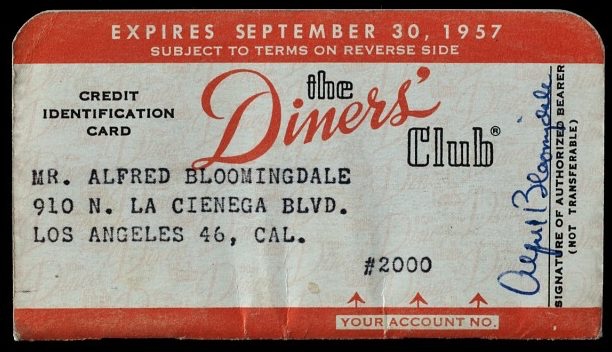 EXPIRES SEPTEMBER 30, 1957
SUBJECT TO TERMS ON REVERSE SIDE
CREDIT
IDENTIFICATION
CARD
the
Diners'
Club®
MR. ALFRED BLOOMINGDALE
910 N. LA CIENEGA BLVD.
LOS ANGELES 46, CAL.
#2000
YOUR ACCOUNT NO.
Alfred Bloomingdale
SIGNATURE OF AUTHORIZED BEARER
(NOT TRANSFERABLE)